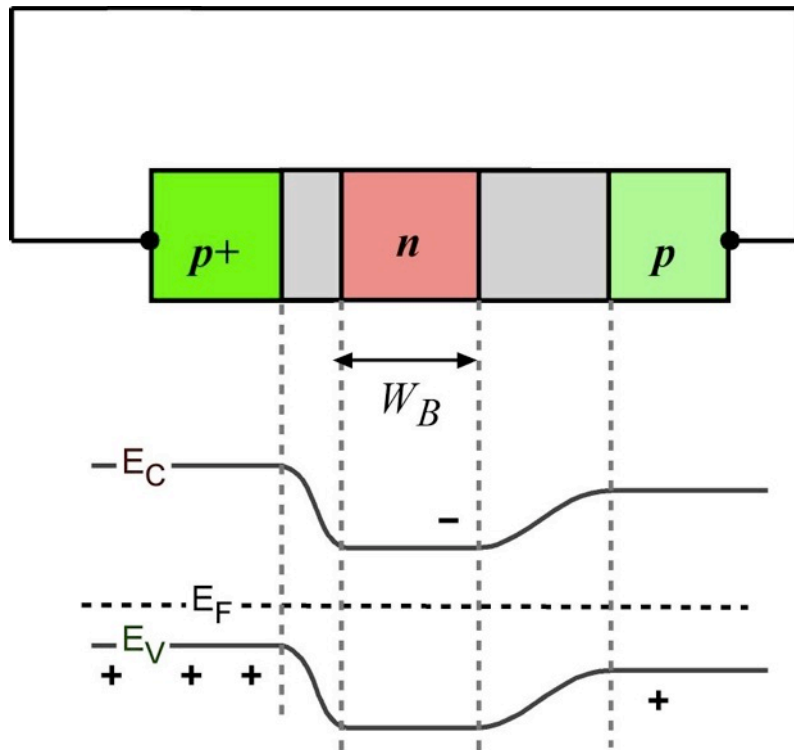 p+ n p
W_B
E_C
-
E_F
E_V
+ + + +